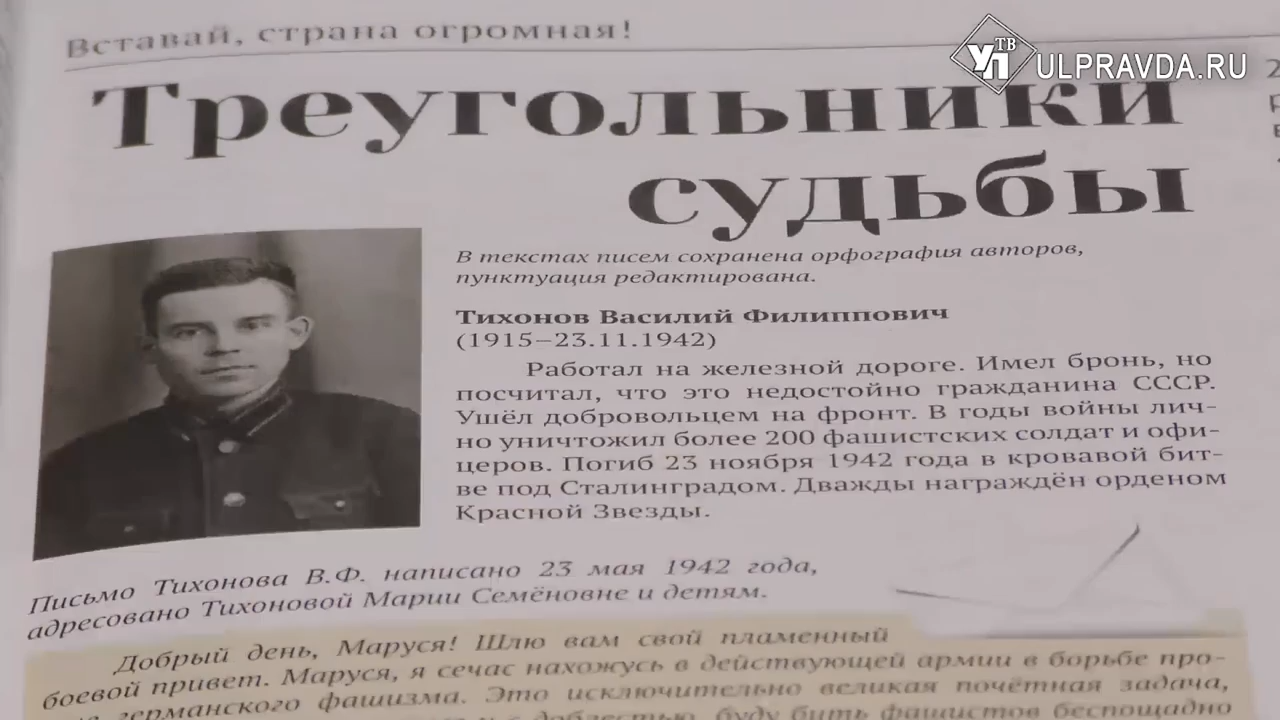 Вставай, страна огромная!
УП ТВ ULPRAVDA.RU
Треугольники
судьбы
В текстах писем сохранена орфография авторов,
пунктуация редактирована.
Тихонов Василий Филиппович
(1915–23.11.1942)
Работал на железной дороге. Имел бронь, но
посчитал, что это недостойно гражданина СССР.
Ушёл добровольцем на фронт. В годы войны лич-
но уничтожил более 200 фашистских солдат и офи-
церов. Погиб 23 ноября 1942 года в кровавой бит-
ве под Сталинградом. Дважды награждён орденом
Красной Звезды.
Письмо Тихонова В.Ф. написано 23 мая 1942 года,
адресовано Тихоновой Марии Семёновне и детям.
Добрый день, Маруся! Шлю вам свой пламенный
боевой привет. Маруся, я сечас нахожусь в действующей армии в борьбе про-
германского фашизма. Это исключительно великая почётная задача,
и с доблестью буду бить фашистов беспощадно